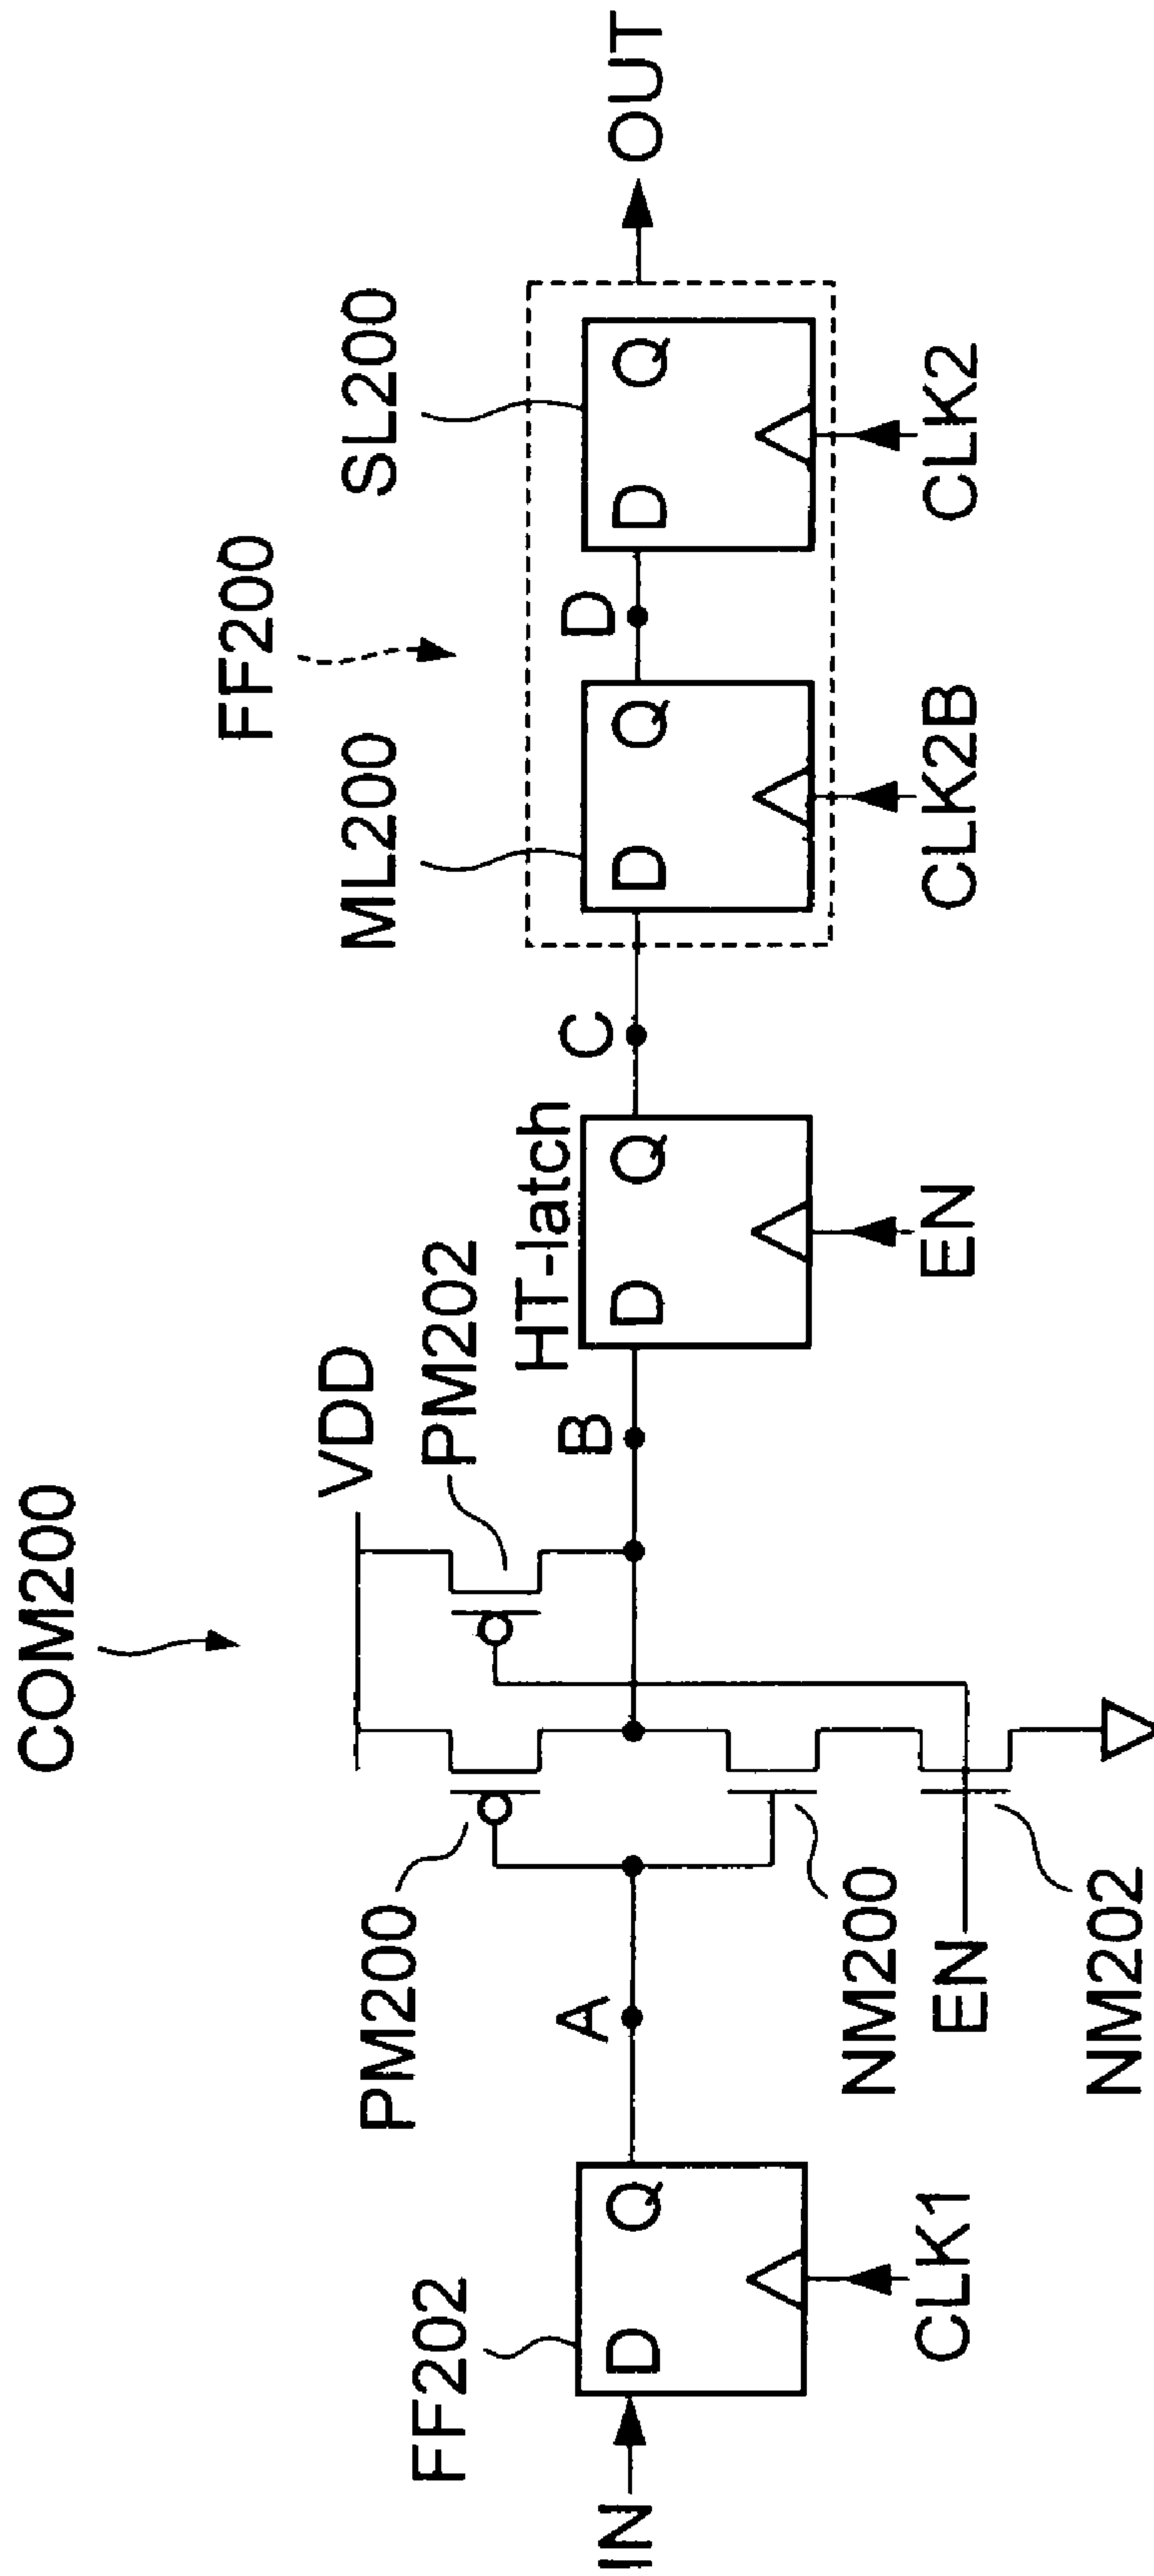 COM200
VDD
PM202
PM200
FF200
ML200
SL200
FF202
IN
D
Q
CLK1
A
NM200
EN
NM202
B
HT-latch
D
Q
EN
C
D
Q
CLK2B
D
D
Q
CLK2
OUT